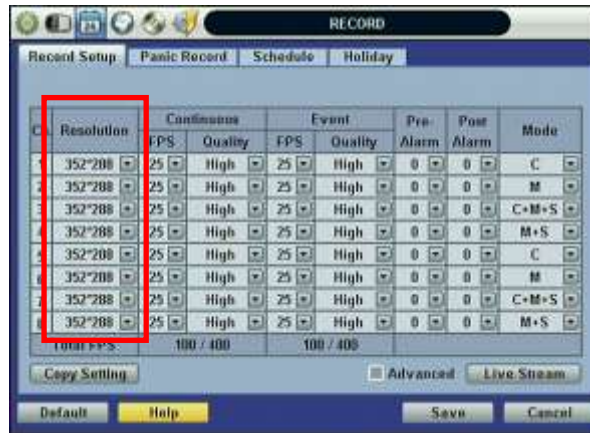 24
RECORD
Record Setup Panic Record Schedule Holiday
Resolution Continuous Event Pre- Alarm Post Alarm Mode
FPS Quality FPS Quality
352*288 25 High 25 High 0 0 C
352*288 25 High 25 High 0 0 M
352*288 25 High 25 High 0 0 C+M+S
352*288 25 High 25 High 0 0 M+S
352*288 25 High 25 High 0 0 C
352*288 25 High 25 High 0 0 M
352*288 25 High 25 High 0 0 C+M+S
352*288 25 High 25 High 0 0 M+S
Total FPS 100 / 400 100 / 400
Copy Setting Advanced Live Stream
Default Help Save Cancel